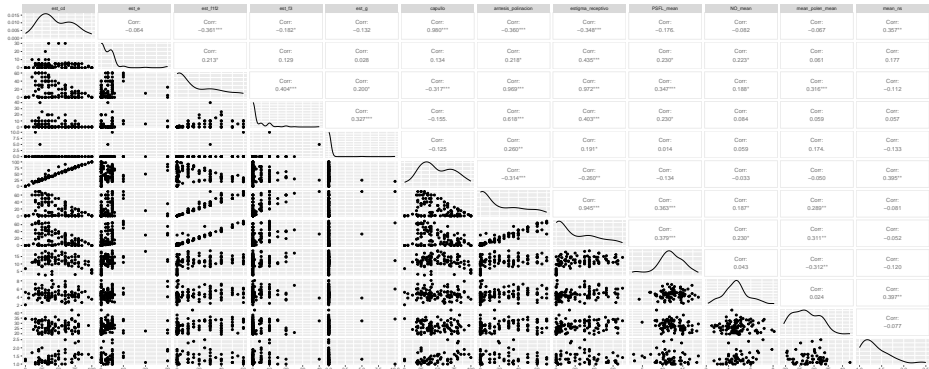 est_cd est_e est_f1f2 est_f3 est_g capullo antesis_polinacion estigma_receptivo PSFL_mean NO_mean mean_polen_mean mean_ns
Corr: Corr: Corr: Corr: Corr: Corr: Corr: Corr: Corr: Corr: Corr:
−0.064 −0.361*** −0.182* −0.132 0.980*** −0.360*** −0.348*** −0.176. −0.062 −0.067 0.357**
Corr: Corr: Corr: Corr: Corr: Corr: Corr: Corr: Corr: Corr:
0.213* 0.129 0.028 0.134 0.218* 0.435*** 0.230* 0.223* 0.061 0.177
Corr: Corr: Corr: Corr: Corr: Corr: Corr: Corr: Corr:
0.404*** 0.200* −0.317*** 0.969*** 0.972*** 0.347*** 0.188* 0.316*** −0.112
Corr: Corr: Corr: Corr: Corr: Corr: Corr: Corr:
0.327*** −0.155. 0.618*** 0.403*** 0.230* 0.084 0.059 0.057
Corr: Corr: Corr: Corr: Corr: Corr: Corr:
−0.125 0.260** 0.191* 0.014 0.059 0.174. −0.133
Corr: Corr: Corr: Corr: Corr: Corr:
−0.314*** −0.260** −0.134 −0.033 −0.050 0.395**
Corr: Corr: Corr: Corr: Corr:
0.945*** 0.363*** 0.187* 0.289** −0.081
Corr: Corr: Corr: Corr:
0.379*** 0.230* 0.311** −0.052
Corr: Corr: Corr:
0.043 −0.312** −0.120
Corr: Corr:
0.024 0.397**
Corr:
−0.077